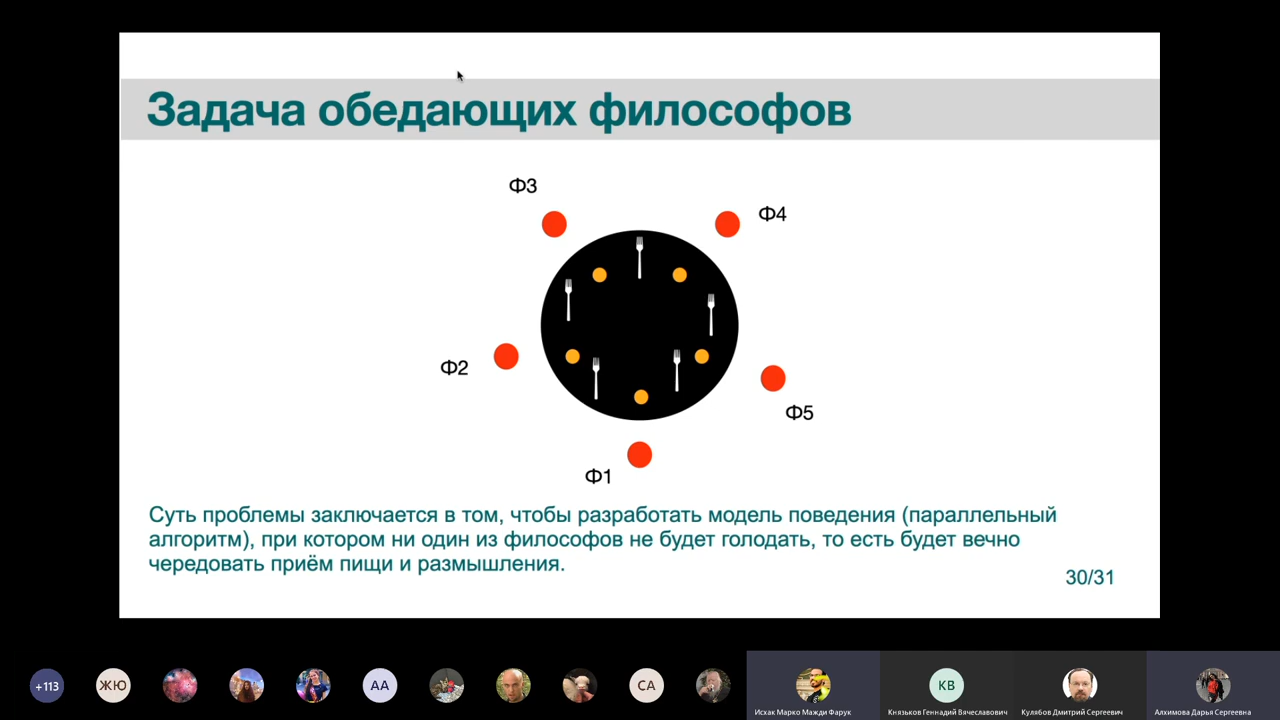 Задача обедающих философов
Ф3
Ф4
Ф2
Ф5
Ф1
Суть проблемы заключается в том, чтобы разработать модель поведения (параллельный
алгоритм), при котором ни один из философов не будет голодать, то есть будет вечно
чередовать приём пищи и размышления.
30/31
+113
ЖЮ
АА
СА
КВ
Исхак Марко Мажди Фарук
Князьков Геннадий Вячеславович
Кулябов Дмитрий Сергеевич
Алхимова Дарья Сергеевна